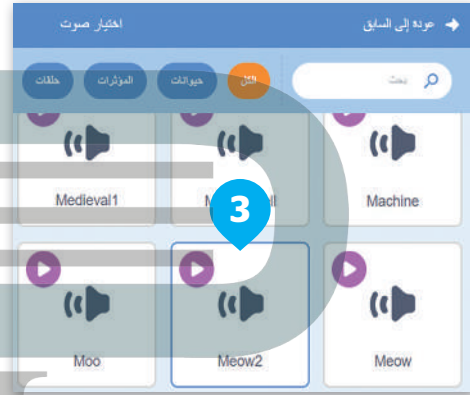 عودة إلى السابق اختيار صوت
بحث الكل حيوانات المؤثرات حلقات
Machine Medieval1
3
Meow Meow2 Moo